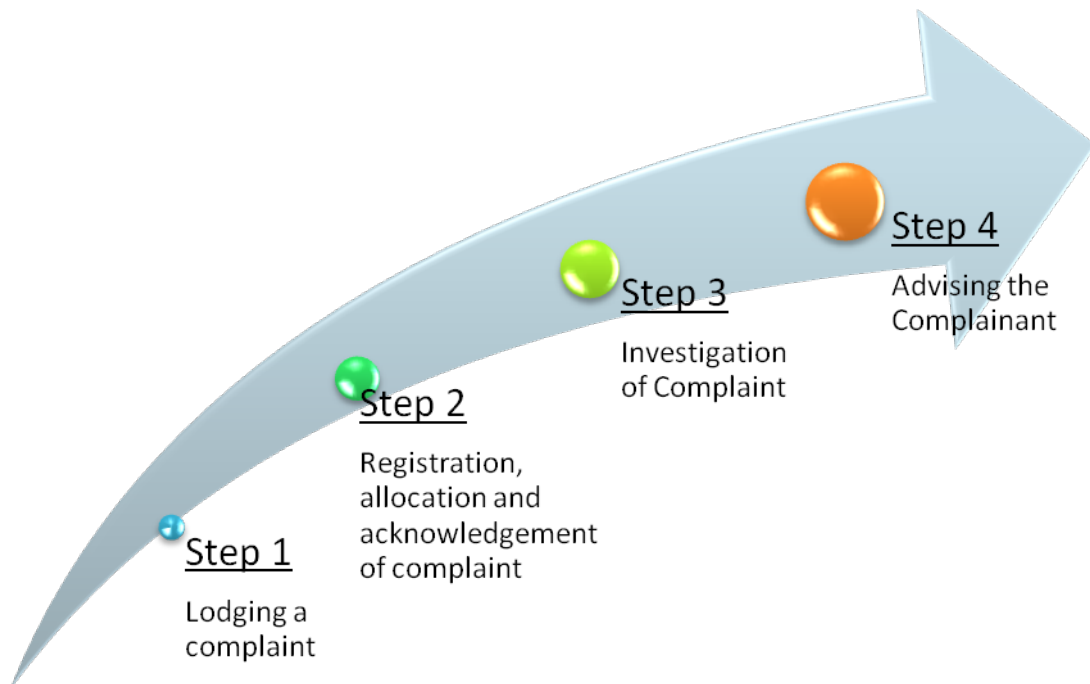 Step 1
Lodging a
complaint
Step 2
Registration,
allocation and
acknowledgement
of complaint
Step 3
Investigation
of Complaint
Step 4
Advising the
Complainant